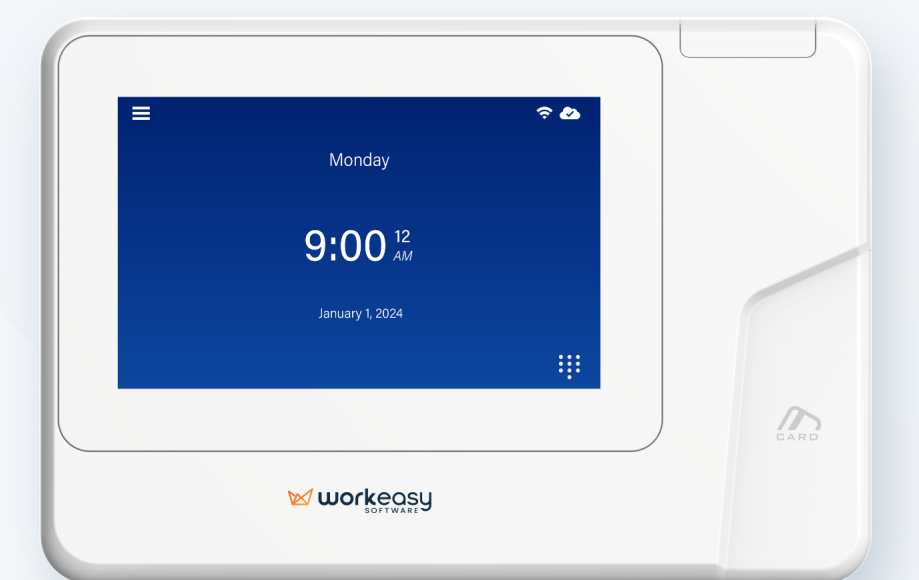 Monday
9:00 12
AM
January 1, 2024
CARD
workeasy
SOFTWARE